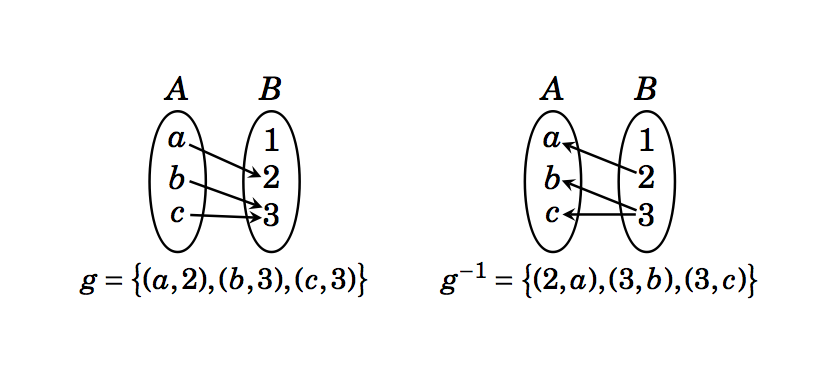 A B A B
a 1 a 1
b 2 b 2
c 3 c 3
g = {(a,2),(b,3),(c,3)} g⁻¹ = {(2,a),(3,b),(3,c)}